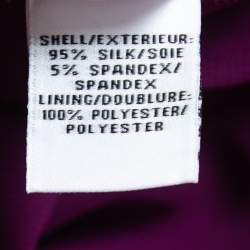 SHELL/EXTERIEUR:
95% SILK/SOIE
5% SPANDEX/
SPANDEX
LINING/DOUBLURE:
100% POLYESTER/
POLYESTER